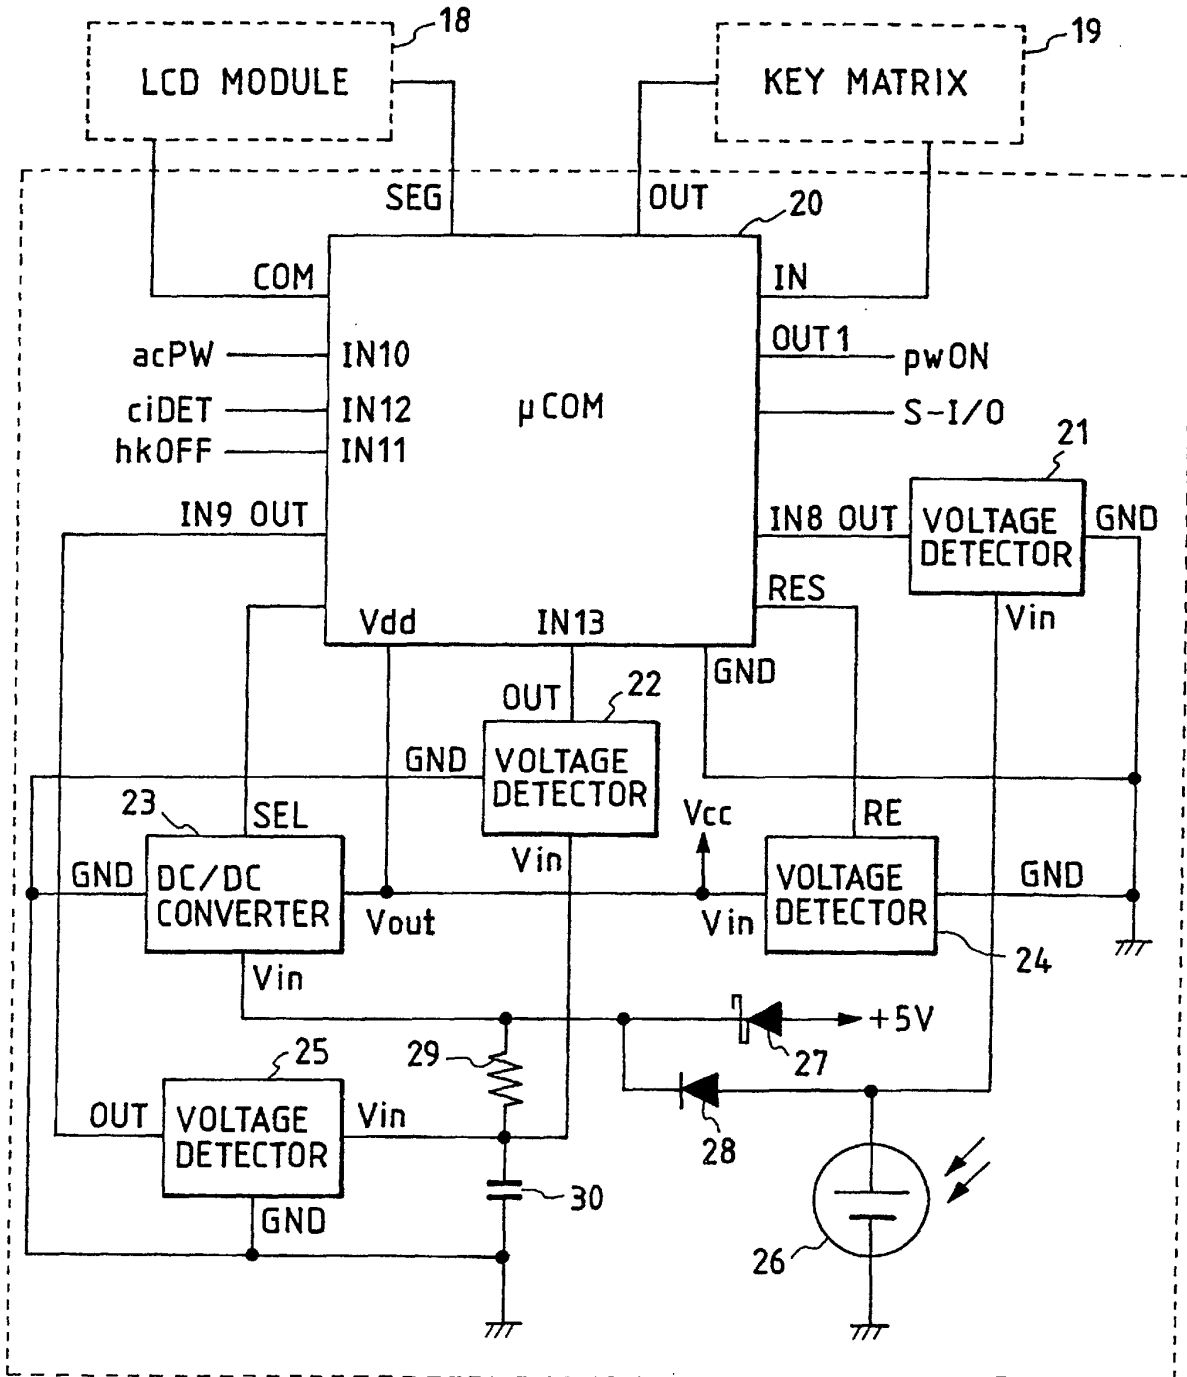 18
19
LCD MODULE
KEY MATRIX
SEG
OUT
20
COM
IN
OUT1
acPW
IN10
pwON
ciDET
IN12
μCOM
S-I/O
hkOFF
IN11
21
IN9 OUT
IN8 OUT
VOLTAGE
DETECTOR
GND
RES
Vdd
IN13
Vin
GND
OUT
22
GND
VOLTAGE
DETECTOR
23
SEL
Vcc
RE
Vin
GND
DC/DC
CONVERTER
Vout
Vin
VOLTAGE
DETECTOR
GND
24
Vin
+5V
27
29
25
OUT
VOLTAGE
DETECTOR
Vin
28
30
GND
26